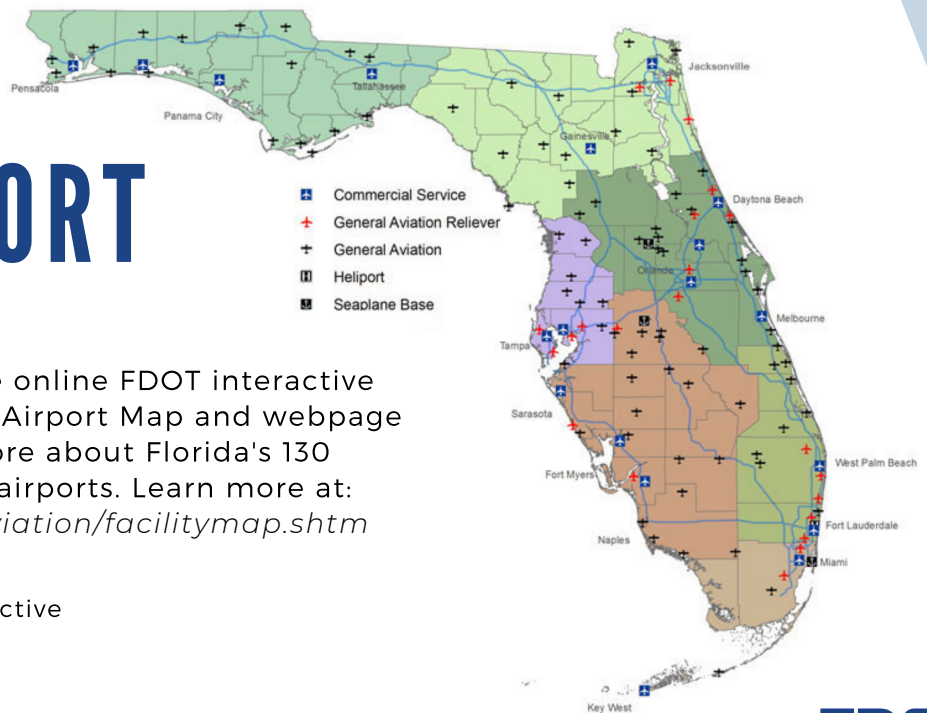 ORT
Commercial Service
General Aviation Reliever
General Aviation
Heliport
Seaplane Base
online FDOT interactive
Airport Map and webpage
ore about Florida's 130
airports. Learn more at:
viation/facilitymap.shtm
ctive
Pensacola
Panama City
Tallahassee
Jacksonville
Gainesville
Daytona Beach
Orlando
Melbourne
Tampa
Sarasota
Fort Myers
West Palm Beach
Fort Lauderdale
Naples
Miami
Key West